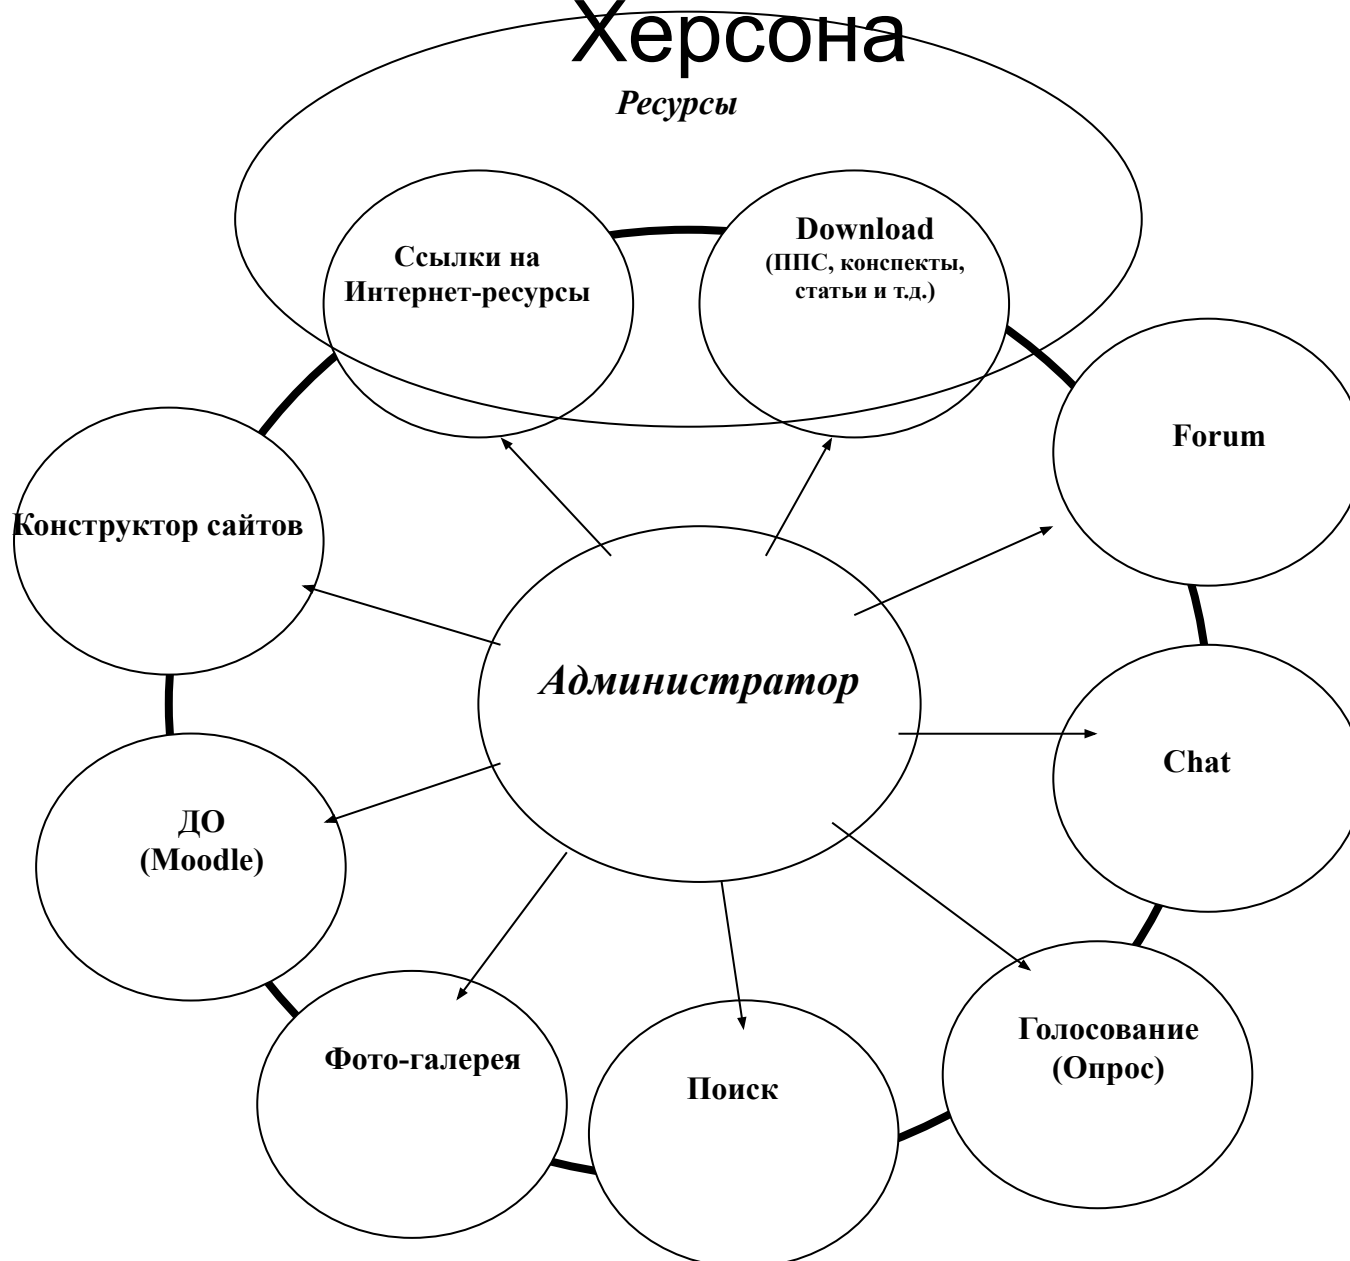 Херсона
Ресурсы
Ссылки на
Интернет-ресурсы
Download
(ППС, конспекты,
статьи и т.д.)
Forum
Конструктор сайтов
Администратор
Chat
ДО
(Moodle)
Голосование
(Опрос)
Фото-галерея
Поиск